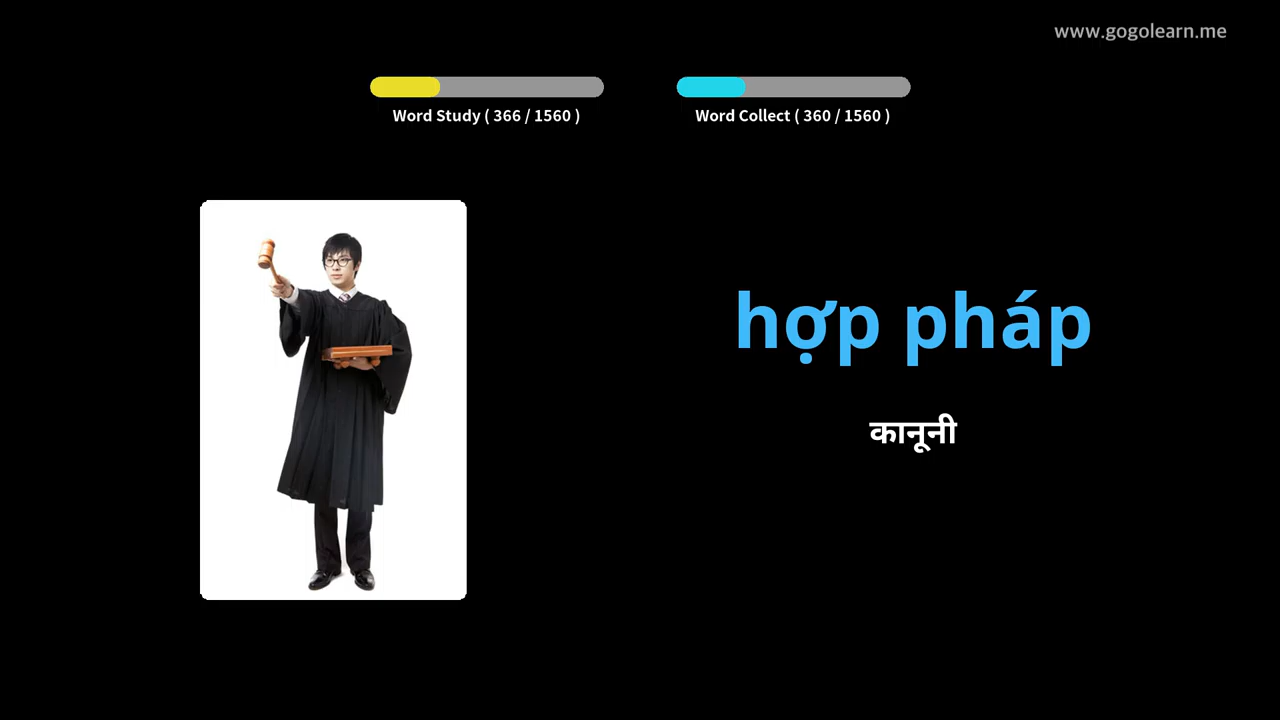 www.gogolearn.me
Word Study ( 366 / 1560 )
Word Collect ( 360 / 1560 )
hợp pháp
कानूनी